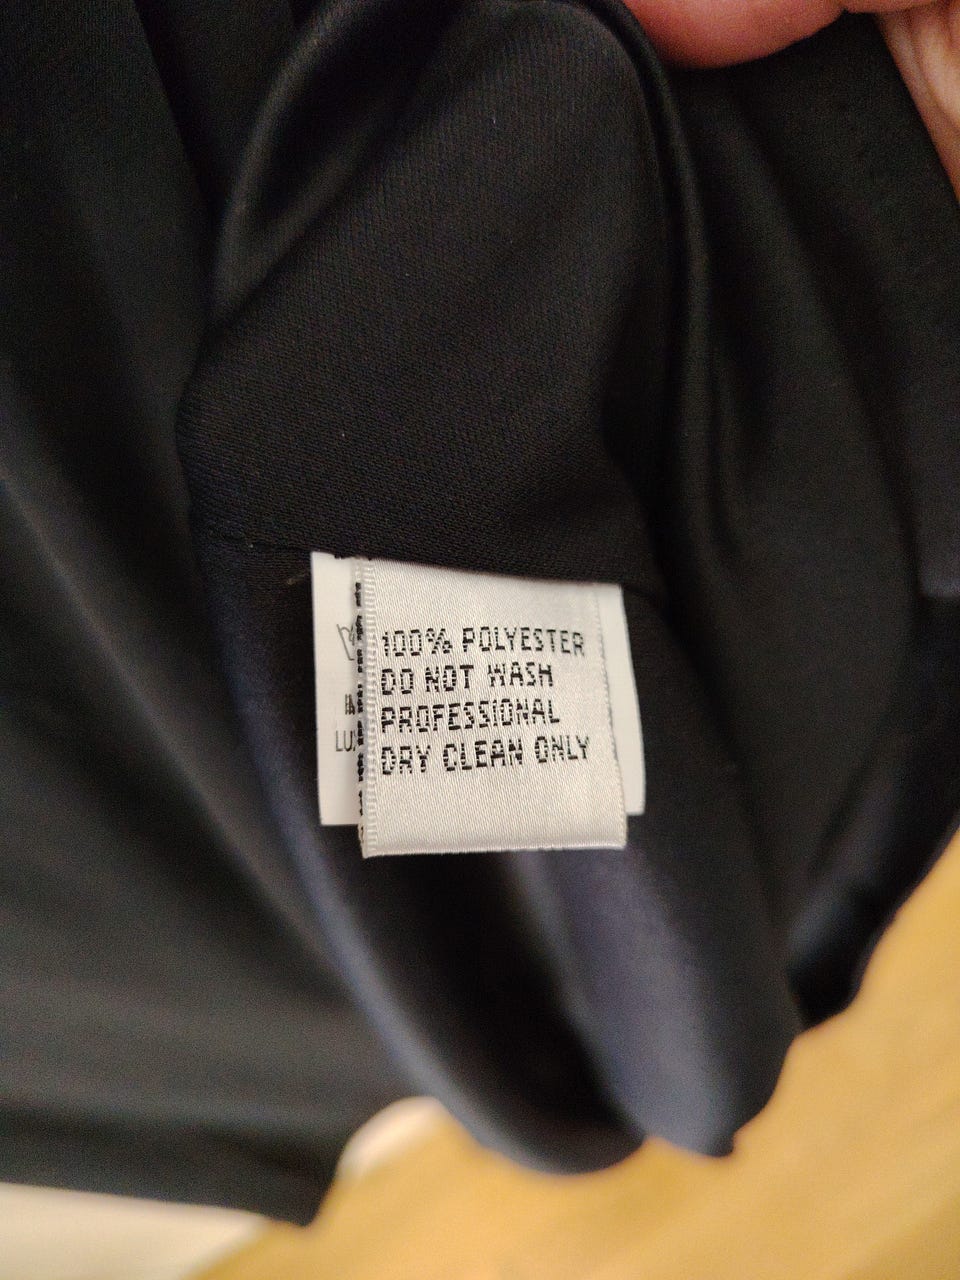 100% POLYESTER
DO NOT WASH
PROFESSIONAL
DRY CLEAN ONLY